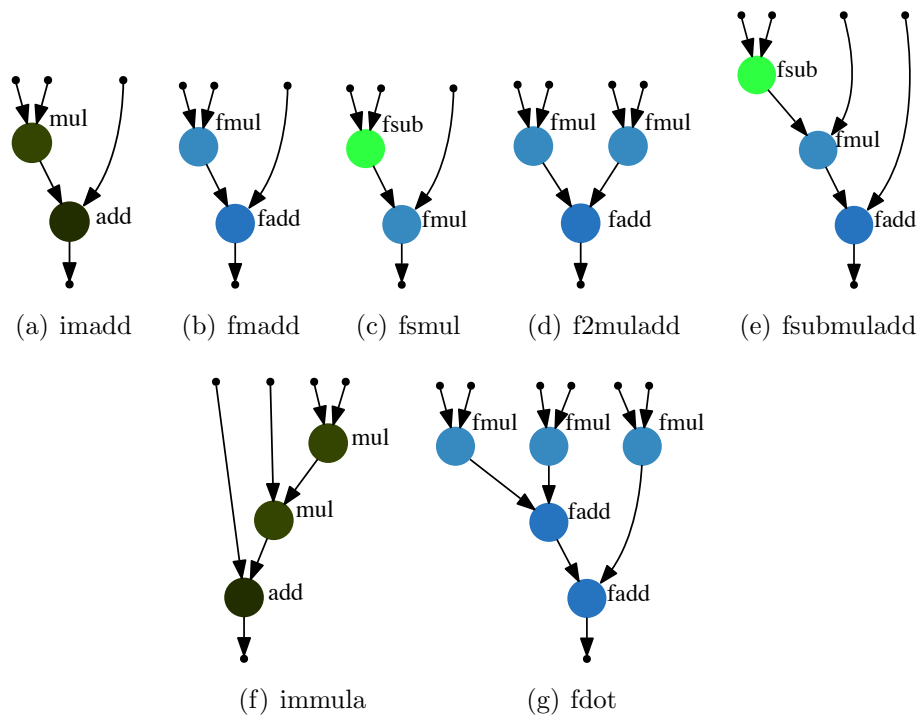 mul
add
(a) imadd
fmul
fadd
(b) fmadd
fsub
fmul
(c) fsmul
fmul
fmul
fadd
(d) f2muladd
fsub
fmul
fadd
(e) fsubmuladd
mul
mul
add
(f) immula
fmul
fmul
fmul
fadd
fadd
(g) fdot